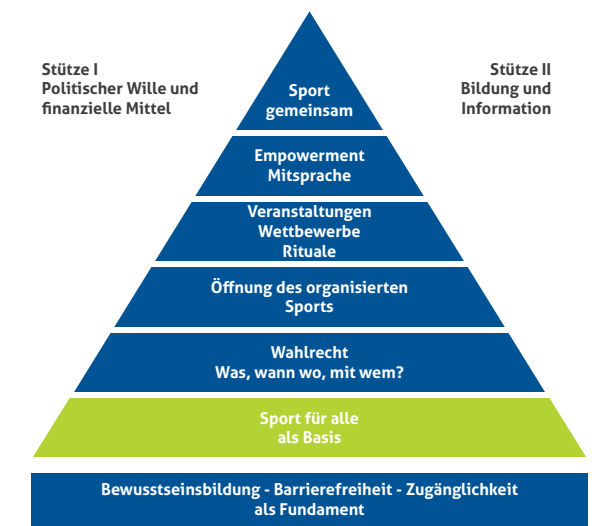 Stütze I
Politischer Wille und
finanzielle Mittel
Stütze II
Bildung und
Information
Sport
gemeinsam
Empowerment
Mitsprache
Veranstaltungen
Wettbewerbe
Rituale
Öffnung des organisierten
Sports
Wahlrecht
Was, wann wo, mit wem?
Sport für alle
als Basis
Bewusstseinsbildung - Barrierefreiheit - Zugänglichkeit
als Fundament